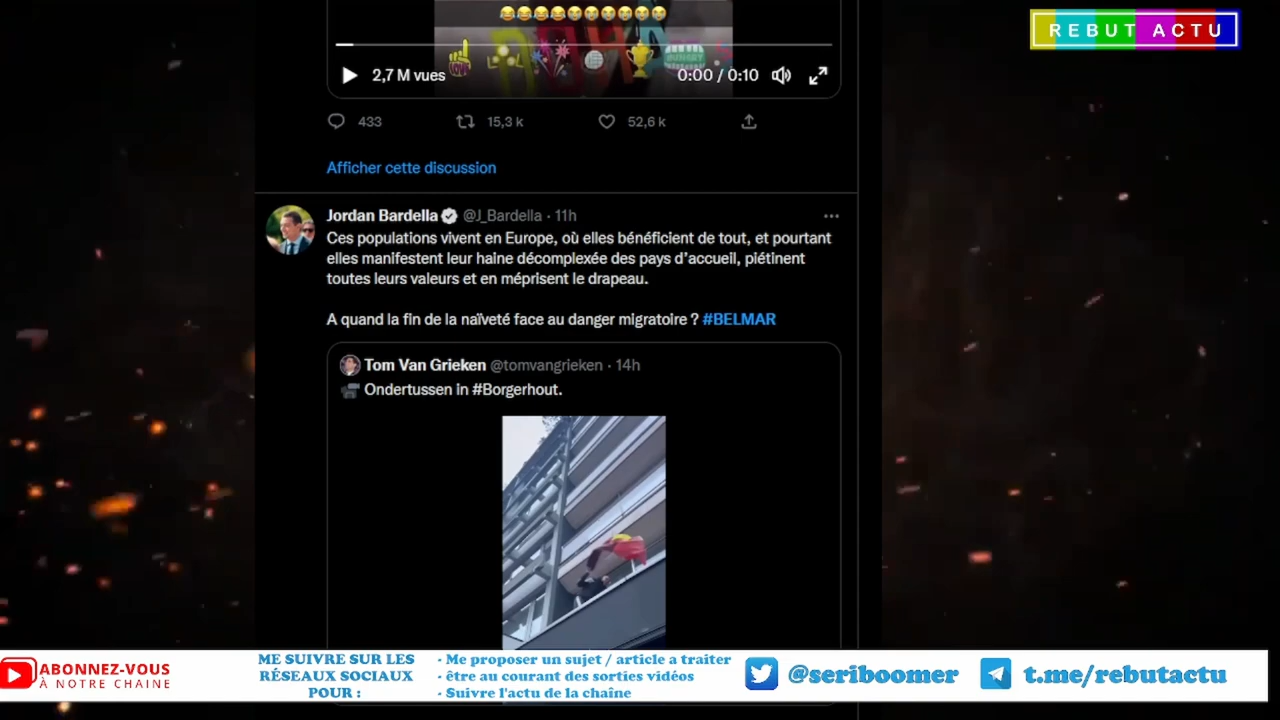 REBUT ACTU
2,7 M vues
0:00 / 0:10
433
15,3 k
52,6 k
Afficher cette discussion
Jordan Bardella @J_Bardella · 11h
Ces populations vivent en Europe, où elles bénéficient de tout, et pourtant
elles manifestent leur haine décomplexée des pays d’accueil, piétinent
toutes leurs valeurs et en méprisent le drapeau.
A quand la fin de la naïveté face au danger migratoire ? #BELMAR
Tom Van Grieken @tomvangrieken · 14h
Ondertussen in #Borgerhout.
ABONNEZ-VOUS
À NOTRE CHAINE
ME SUIVRE SUR LES
RÉSEAUX SOCIAUX
POUR :
- Me proposer un sujet / article a traiter
- être au courant des sorties vidéos
- Suivre l'actu de la chaîne
@seriboomer
t.me/rebutactu